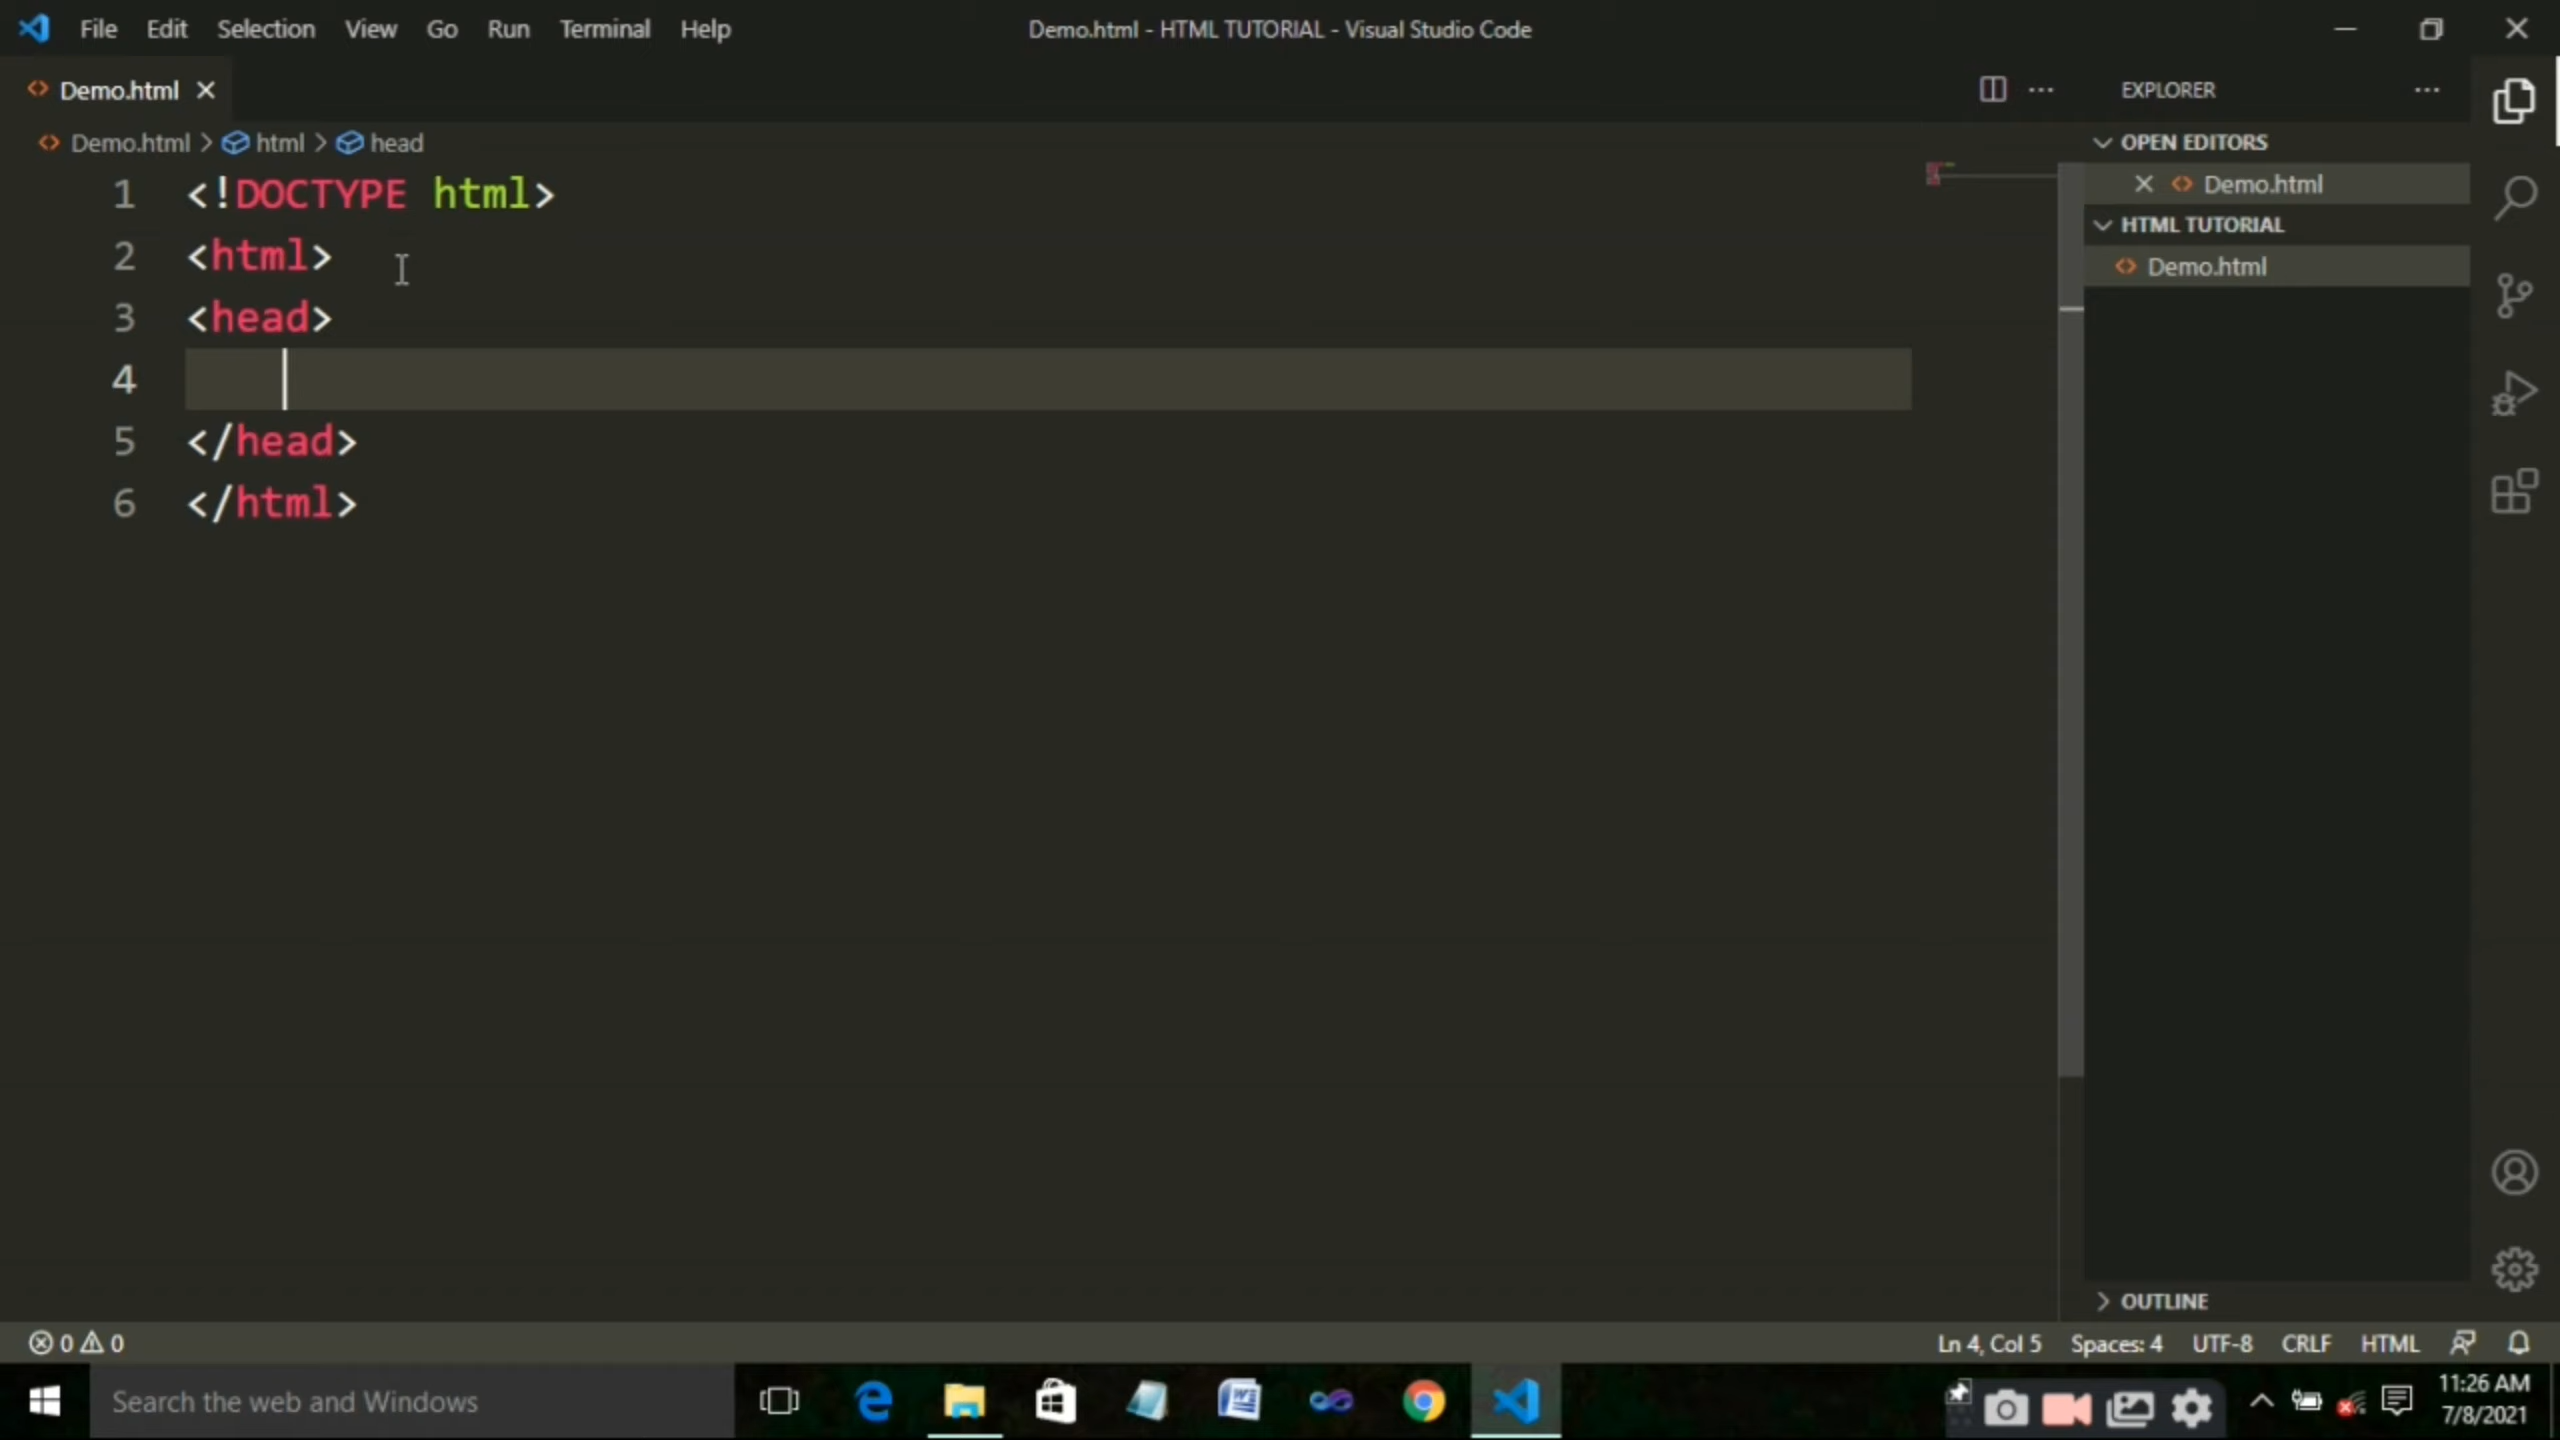 File Edit Selection View Go Run Terminal Help
Demo.html - HTML TUTORIAL - Visual Studio Code
Demo.html
Demo.html > html > head
1 <!DOCTYPE html>
2 <html>
3 <head>
4
5 </head>
6 </html>
EXPLORER
OPEN EDITORS
Demo.html
HTML TUTORIAL
Demo.html
OUTLINE
0 0
Ln 4, Col 5 Spaces: 4 UTF-8 CRLF HTML
Search the web and Windows
11:26 AM
7/8/2021